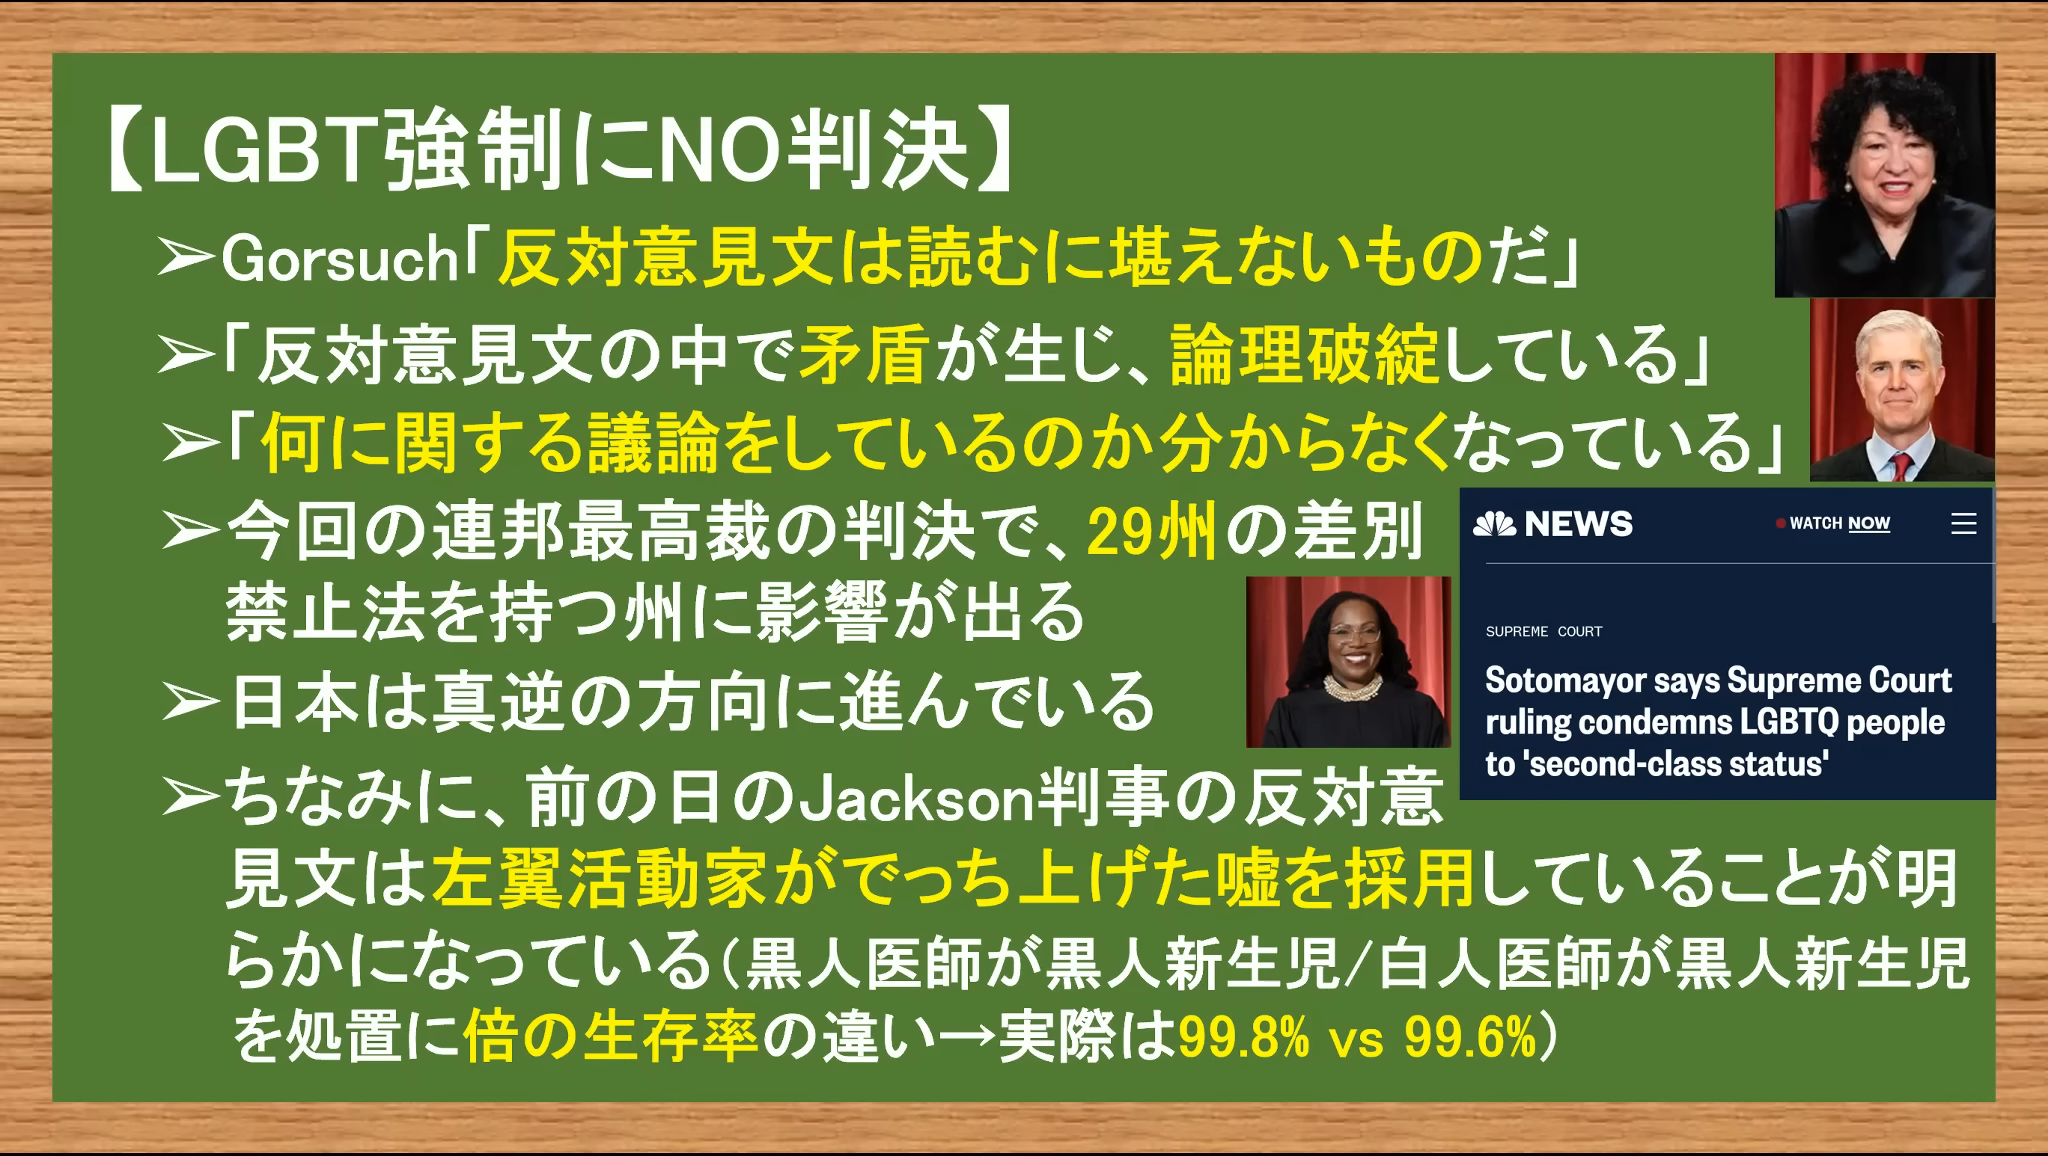 【LGBT強制にNO判決】
➢Gorsuch「反対意見文は読むに堪えないものだ」
➢「反対意見文の中で矛盾が生じ、論理破綻している」
➢「何に関する議論をしているのか分からなくなっている」
➢今回の連邦最高裁の判決で、29州の差別
禁止法を持つ州に影響が出る
➢日本は真逆の方向に進んでいる
➢ちなみに、前の日のJackson判事の反対意
見文は左翼活動家がでっち上げた嘘を採用していることが明
らかになっている(黒人医師が黒人新生児/白人医師が黒人新生児
を処置に倍の生存率の違い→実際は99.8% vs 99.6%)
NEWS
WATCH NOW
SUPREME COURT
Sotomayor says Supreme Court
ruling condemns LGBTQ people
to 'second-class status'